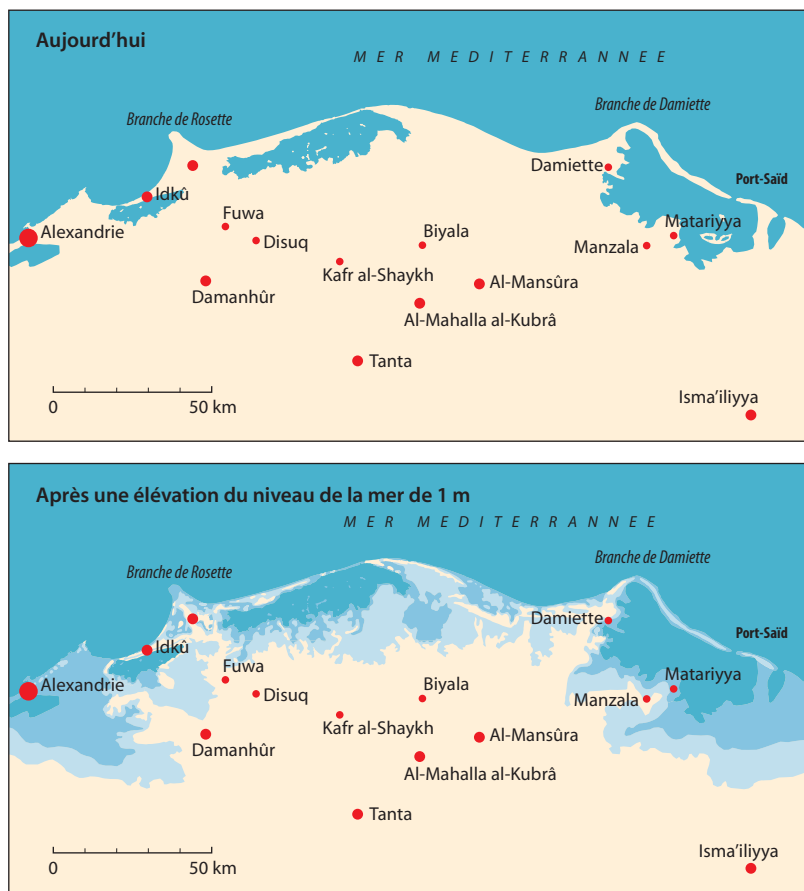 Aujourd'hui
MER MEDITERRANNEE
Branche de Rosette
Branche de Damiette
Damiette
Port-Saïd
Idkû
Fuwa
Matariyya
Alexandrie
Disuq
Biyala
Manzala
Kafr al-Shaykh
Al-Mansûra
Damanhûr
Al-Mahalla al-Kubrâ
Tanta
0 50 km
Isma'iliyya
Après une élévation du niveau de la mer de 1 m
MER MEDITERRANNEE
Branche de Rosette
Branche de Damiette
Damiette
Port-Saïd
Idkû
Fuwa
Matariyya
Alexandrie
Disuq
Biyala
Manzala
Kafr al-Shaykh
Al-Mansûra
Damanhûr
Al-Mahalla al-Kubrâ
Tanta
0 50 km
Isma'iliyya